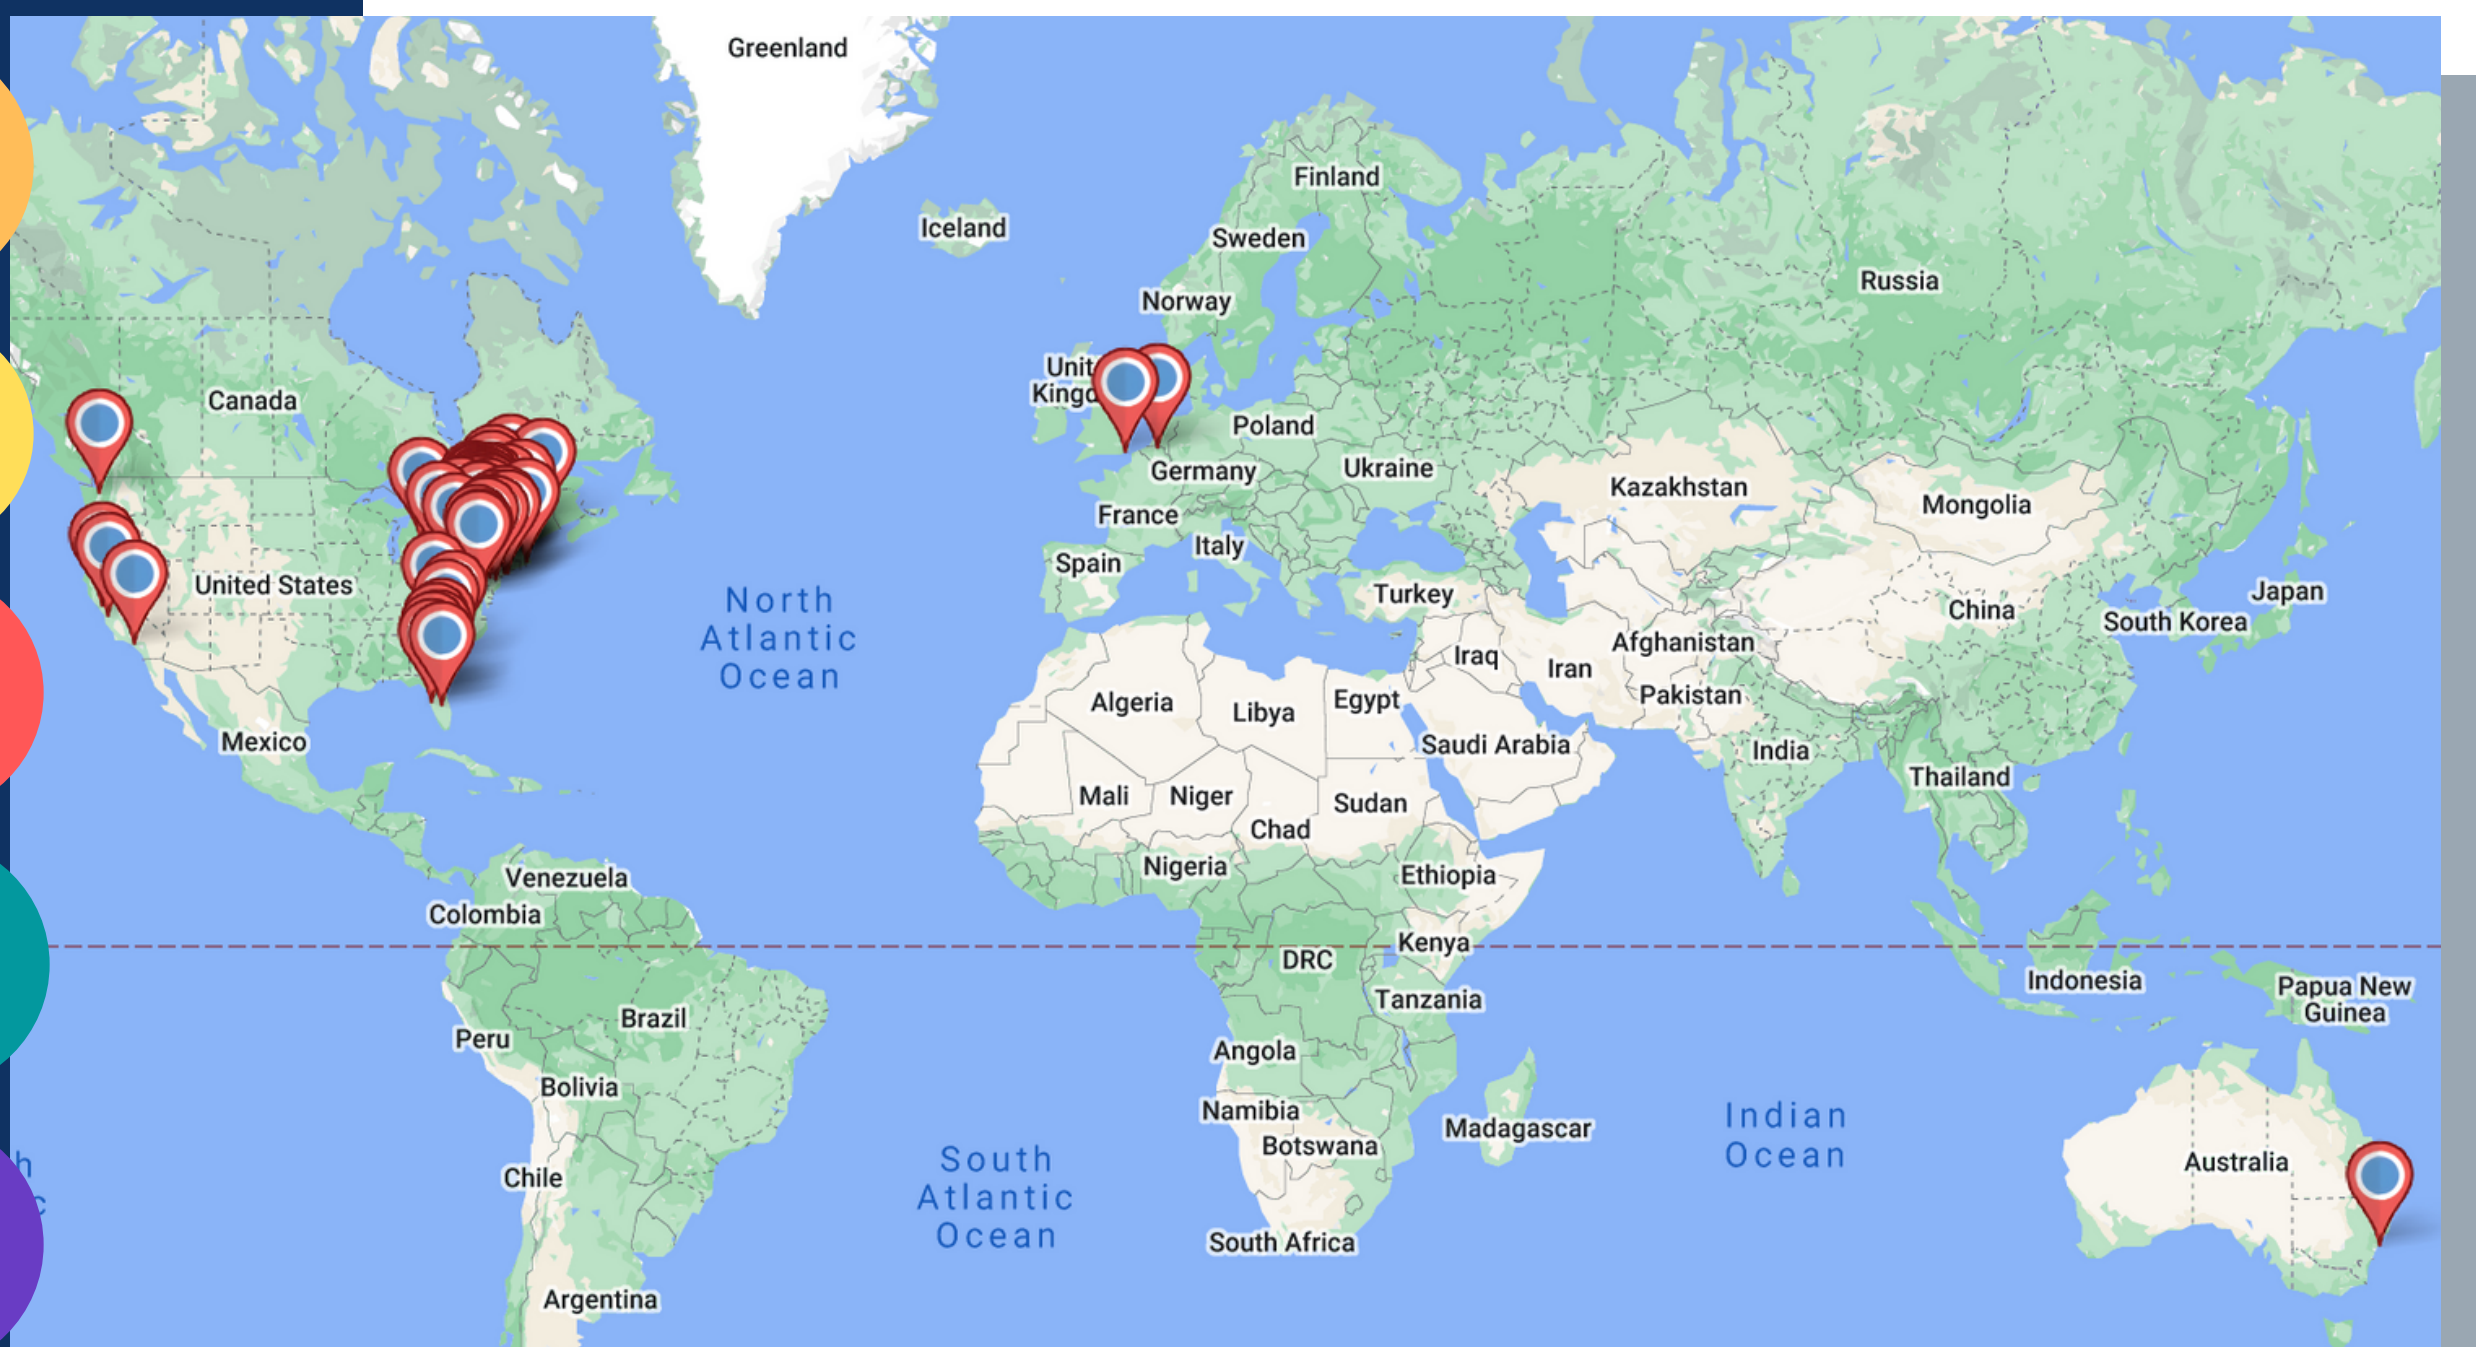 Greenland
Iceland
Finland
Sweden
Norway
Russia
Canada
Poland
Germany
Ukraine
Kazakhstan
Mongolia
France
Italy
Spain
United States
Turkey
Japan
China
South Korea
Afghanistan
North
Atlantic
Ocean
Iraq
Iran
Pakistan
Algeria
Libya
Egypt
Mexico
Saudi Arabia
India
Thailand
Mali
Niger
Sudan
Chad
Nigeria
Ethiopia
Venezuela
Colombia
Kenya
DRC
Indonesia
Papua New
Guinea
Tanzania
Brazil
Peru
Angola
Bolivia
Namibia
Botswana
Madagascar
Indian
Ocean
Australia
Chile
South
Atlantic
Ocean
South Africa
Argentina